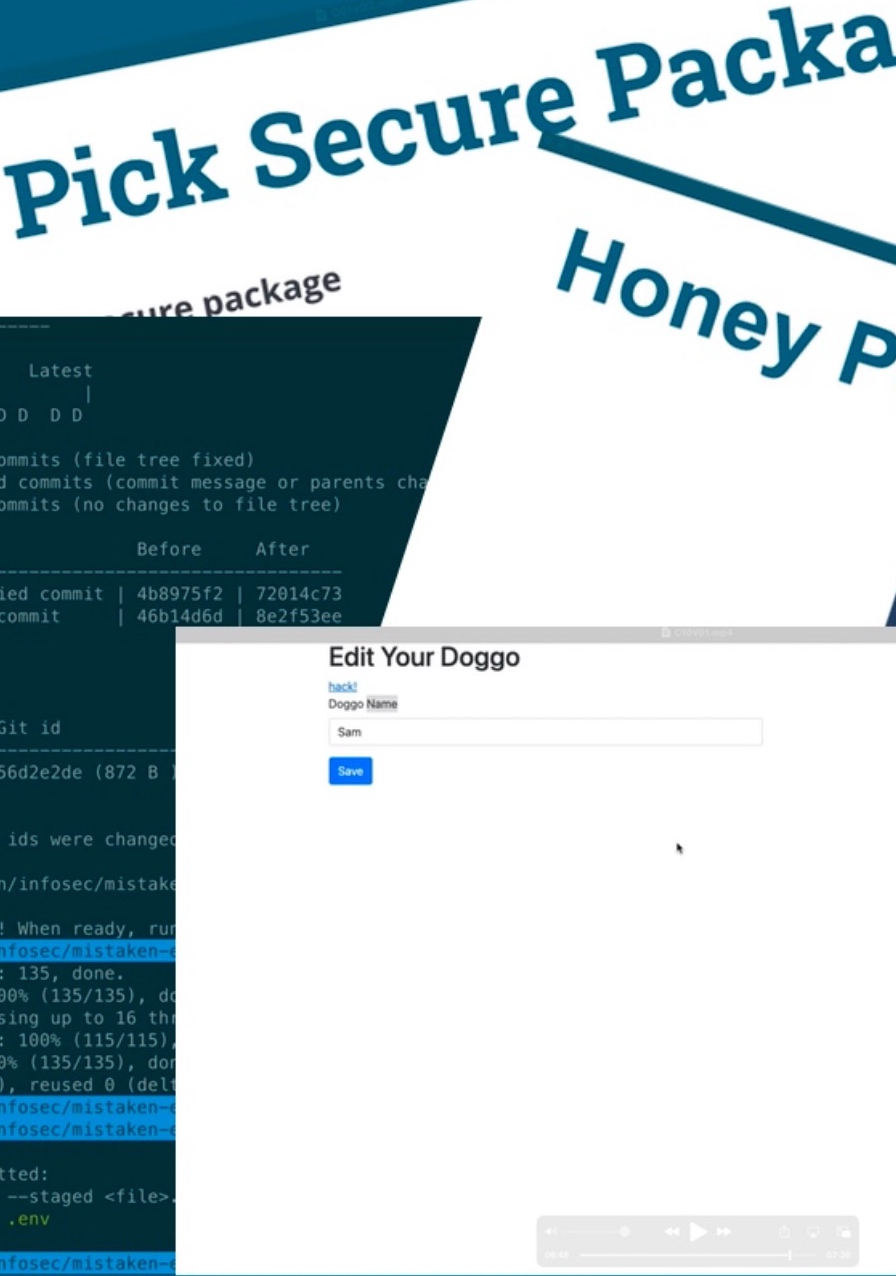 Pick Secure Packa
Honey P
cure package
-----
Latest
|
D D  D D
ommits (file tree fixed)
d commits (commit message or parents cha
ommits (no changes to file tree)
Before     After
-------------------------------
ied commit | 4b8975f2 | 72014c73
commit     | 46b14d6d | 8e2f53ee
Git id
56d2e2de (872 B )
ids were changed
n/infosec/mistake
! When ready, run
nfosec/mistaken-e
: 135, done.
00% (135/135), do
sing up to 16 thr
: 100% (115/115),
0% (135/135), don
), reused 0 (delt
nfosec/mistaken-e
nfosec/mistaken-e
tted:
--staged <file>.
.env
nfosec/mistaken-e
Edit Your Doggo
hack!
Doggo Name
Sam
Save